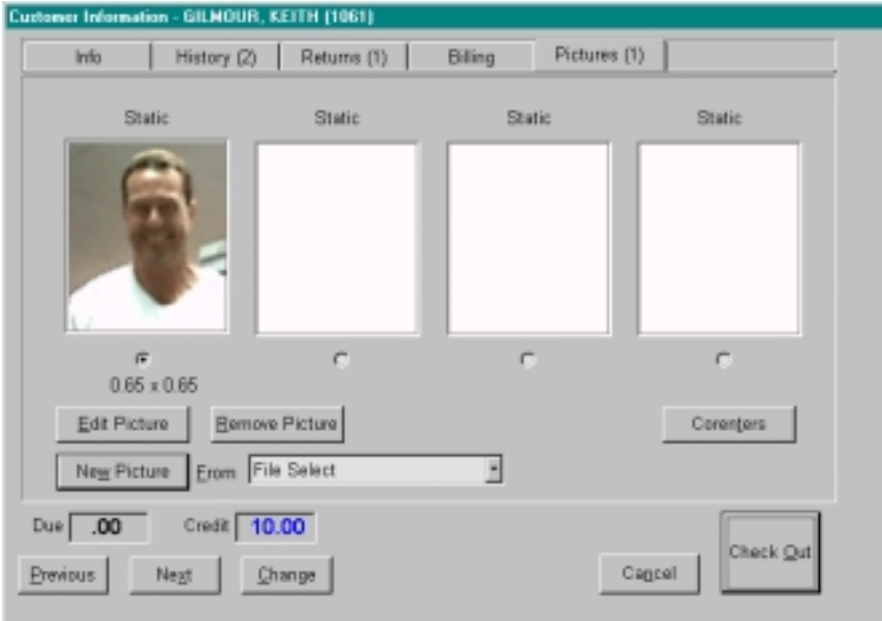 Customer Information - GILMOUR, KEITH (1061)
Info History (2) Returns (1) Billing Pictures (1)
Static Static Static Static
0.65 x 0.65
Edit Picture Remove Picture Corenters
New Picture From File Select
Due .00 Credit 10.00
Check Out
Previous Next Change Cancel